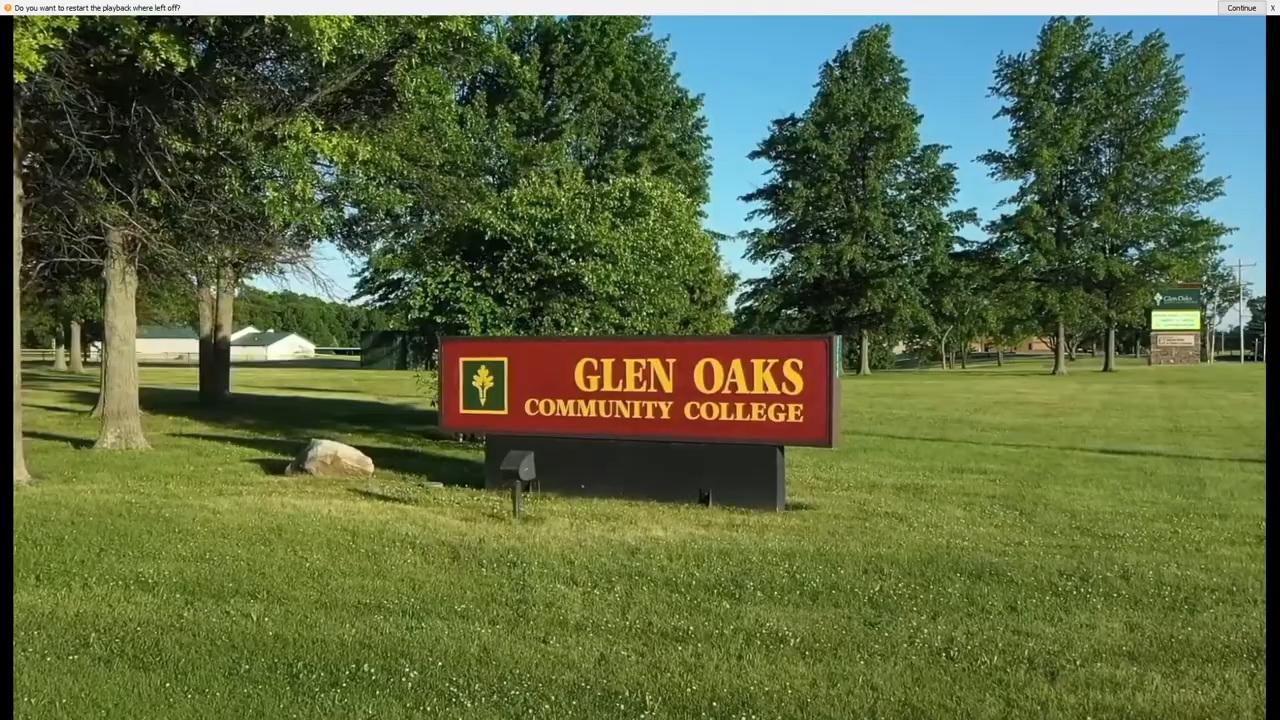 Do you want to restart the playback where left off?
Continue
X
GLEN OAKS
COMMUNITY COLLEGE
Glen Oaks